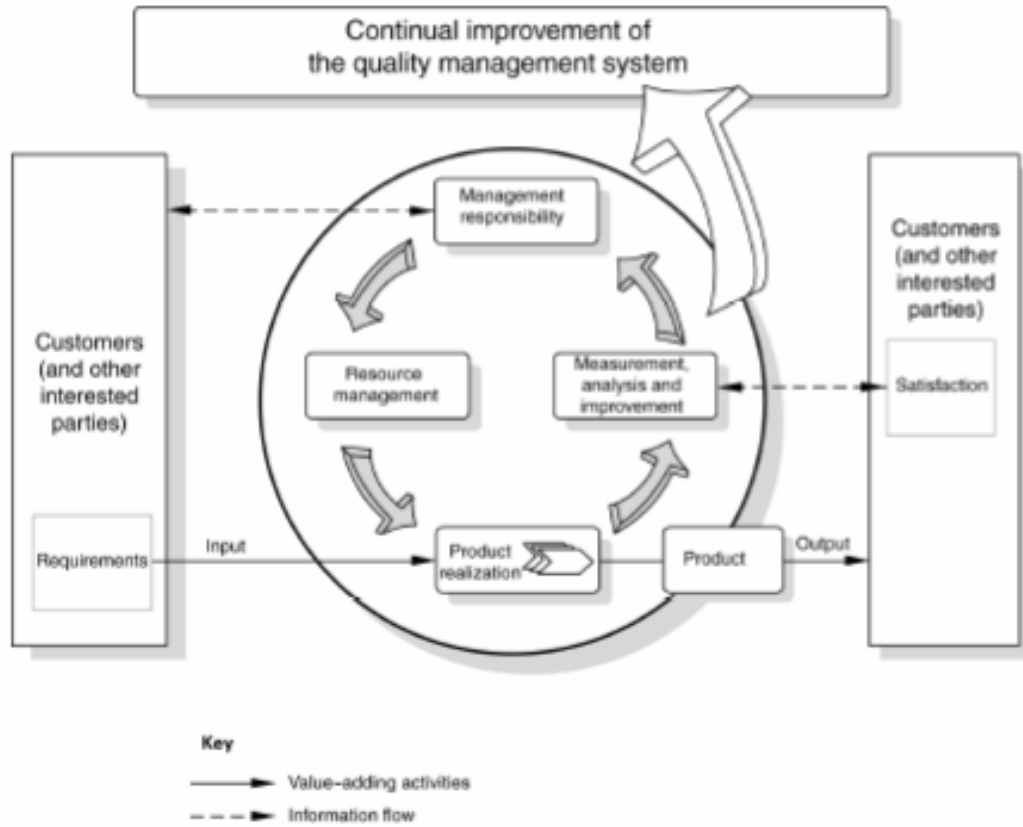 Continual improvement of
the quality management system
Management
responsibility
Customers
(and other
interested
parties)
Customers
(and other
interested
parties)
Resource
management
Measurement,
analysis and
improvement
Satisfaction
Requirements
Input
Product
realization
Product
Output
Key
Value-adding activities
Information flow